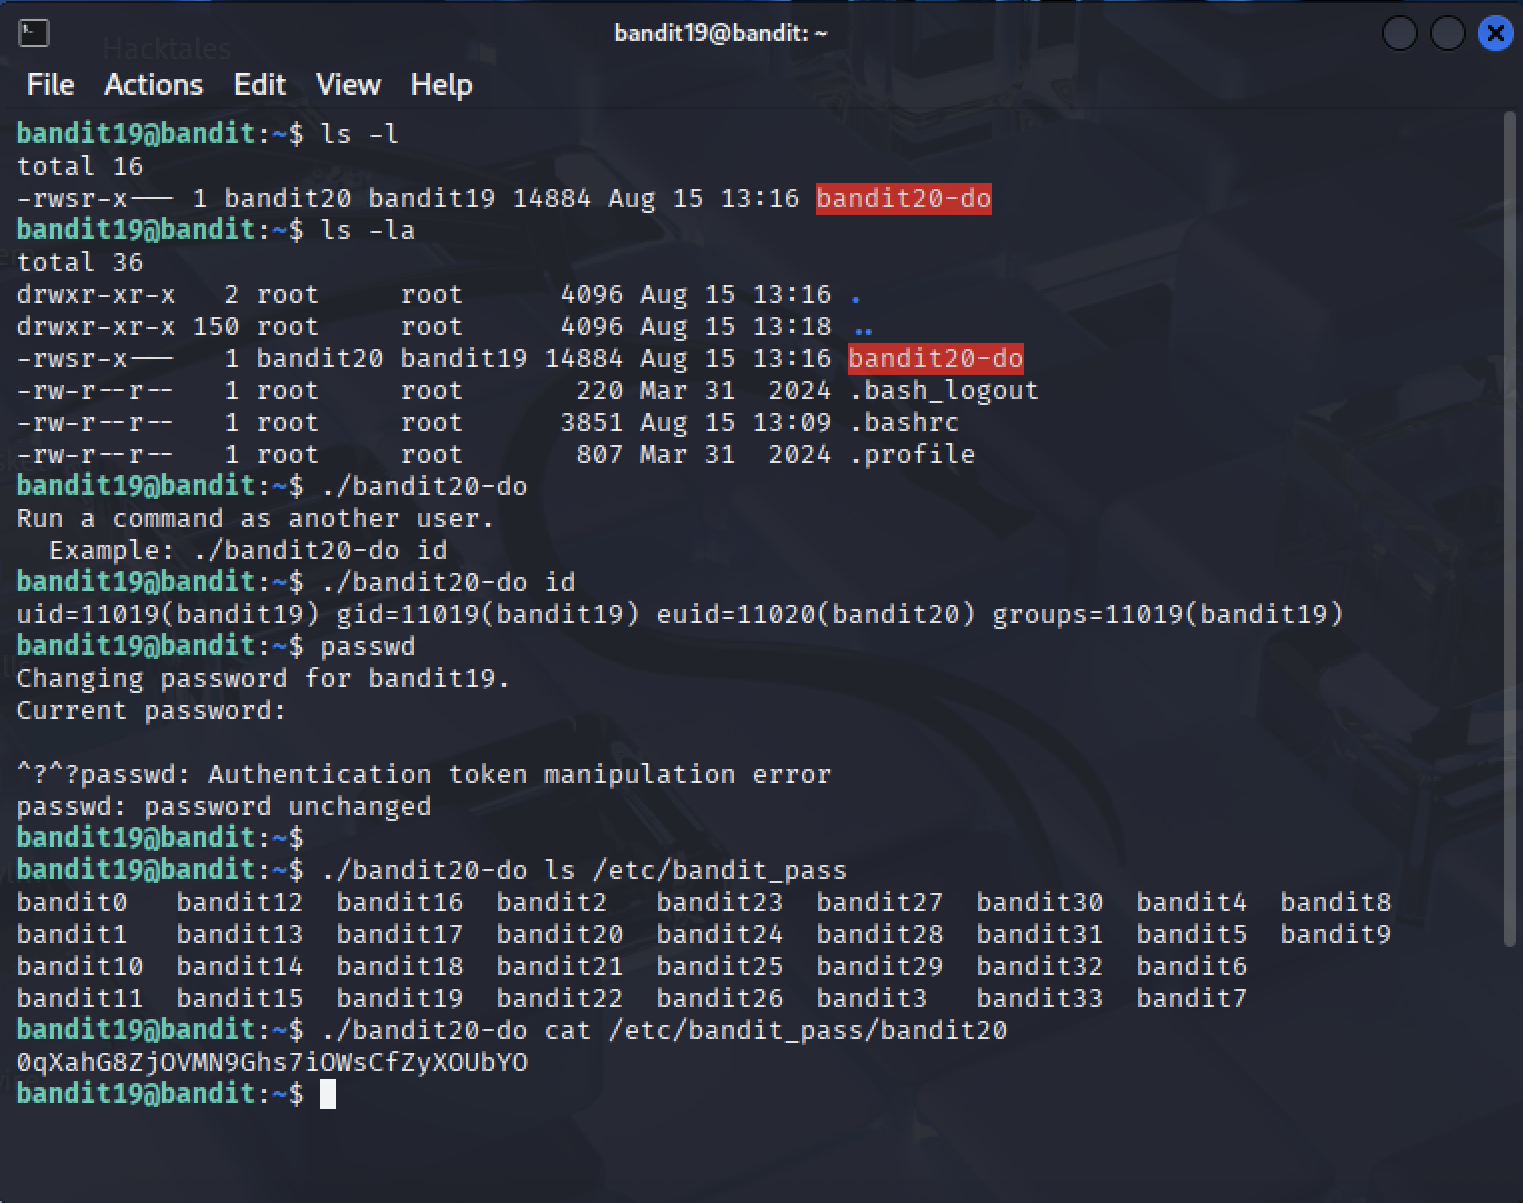 Hacktales
bandit19@bandit: ~
File Actions Edit View Help
bandit19@bandit:~$ ls -l
total 16
-rwsr-x--- 1 bandit20 bandit19 14884 Aug 15 13:16 bandit20-do
bandit19@bandit:~$ ls -la
total 36
drwxr-xr-x   2 root     root      4096 Aug 15 13:16 .
drwxr-xr-x 150 root     root      4096 Aug 15 13:18 ..
-rwsr-x---   1 bandit20 bandit19 14884 Aug 15 13:16 bandit20-do
-rw-r--r--   1 root     root       220 Mar 31  2024 .bash_logout
-rw-r--r--   1 root     root      3851 Aug 15 13:09 .bashrc
-rw-r--r--   1 root     root       807 Mar 31  2024 .profile
bandit19@bandit:~$ ./bandit20-do
Run a command as another user.
  Example: ./bandit20-do id
bandit19@bandit:~$ ./bandit20-do id
uid=11019(bandit19) gid=11019(bandit19) euid=11020(bandit20) groups=11019(bandit19)
bandit19@bandit:~$ passwd
Changing password for bandit19.
Current password:
^?^?passwd: Authentication token manipulation error
passwd: password unchanged
bandit19@bandit:~$
bandit19@bandit:~$ ./bandit20-do ls /etc/bandit_pass
bandit0   bandit12  bandit16  bandit2   bandit23  bandit27  bandit30  bandit4  bandit8
bandit1   bandit13  bandit17  bandit20  bandit24  bandit28  bandit31  bandit5  bandit9
bandit10  bandit14  bandit18  bandit21  bandit25  bandit29  bandit32  bandit6
bandit11  bandit15  bandit19  bandit22  bandit26  bandit3   bandit33  bandit7
bandit19@bandit:~$ ./bandit20-do cat /etc/bandit_pass/bandit20
0qXahG8ZjOVMN9Ghs7iOWsCfZyXOUbYO
bandit19@bandit:~$